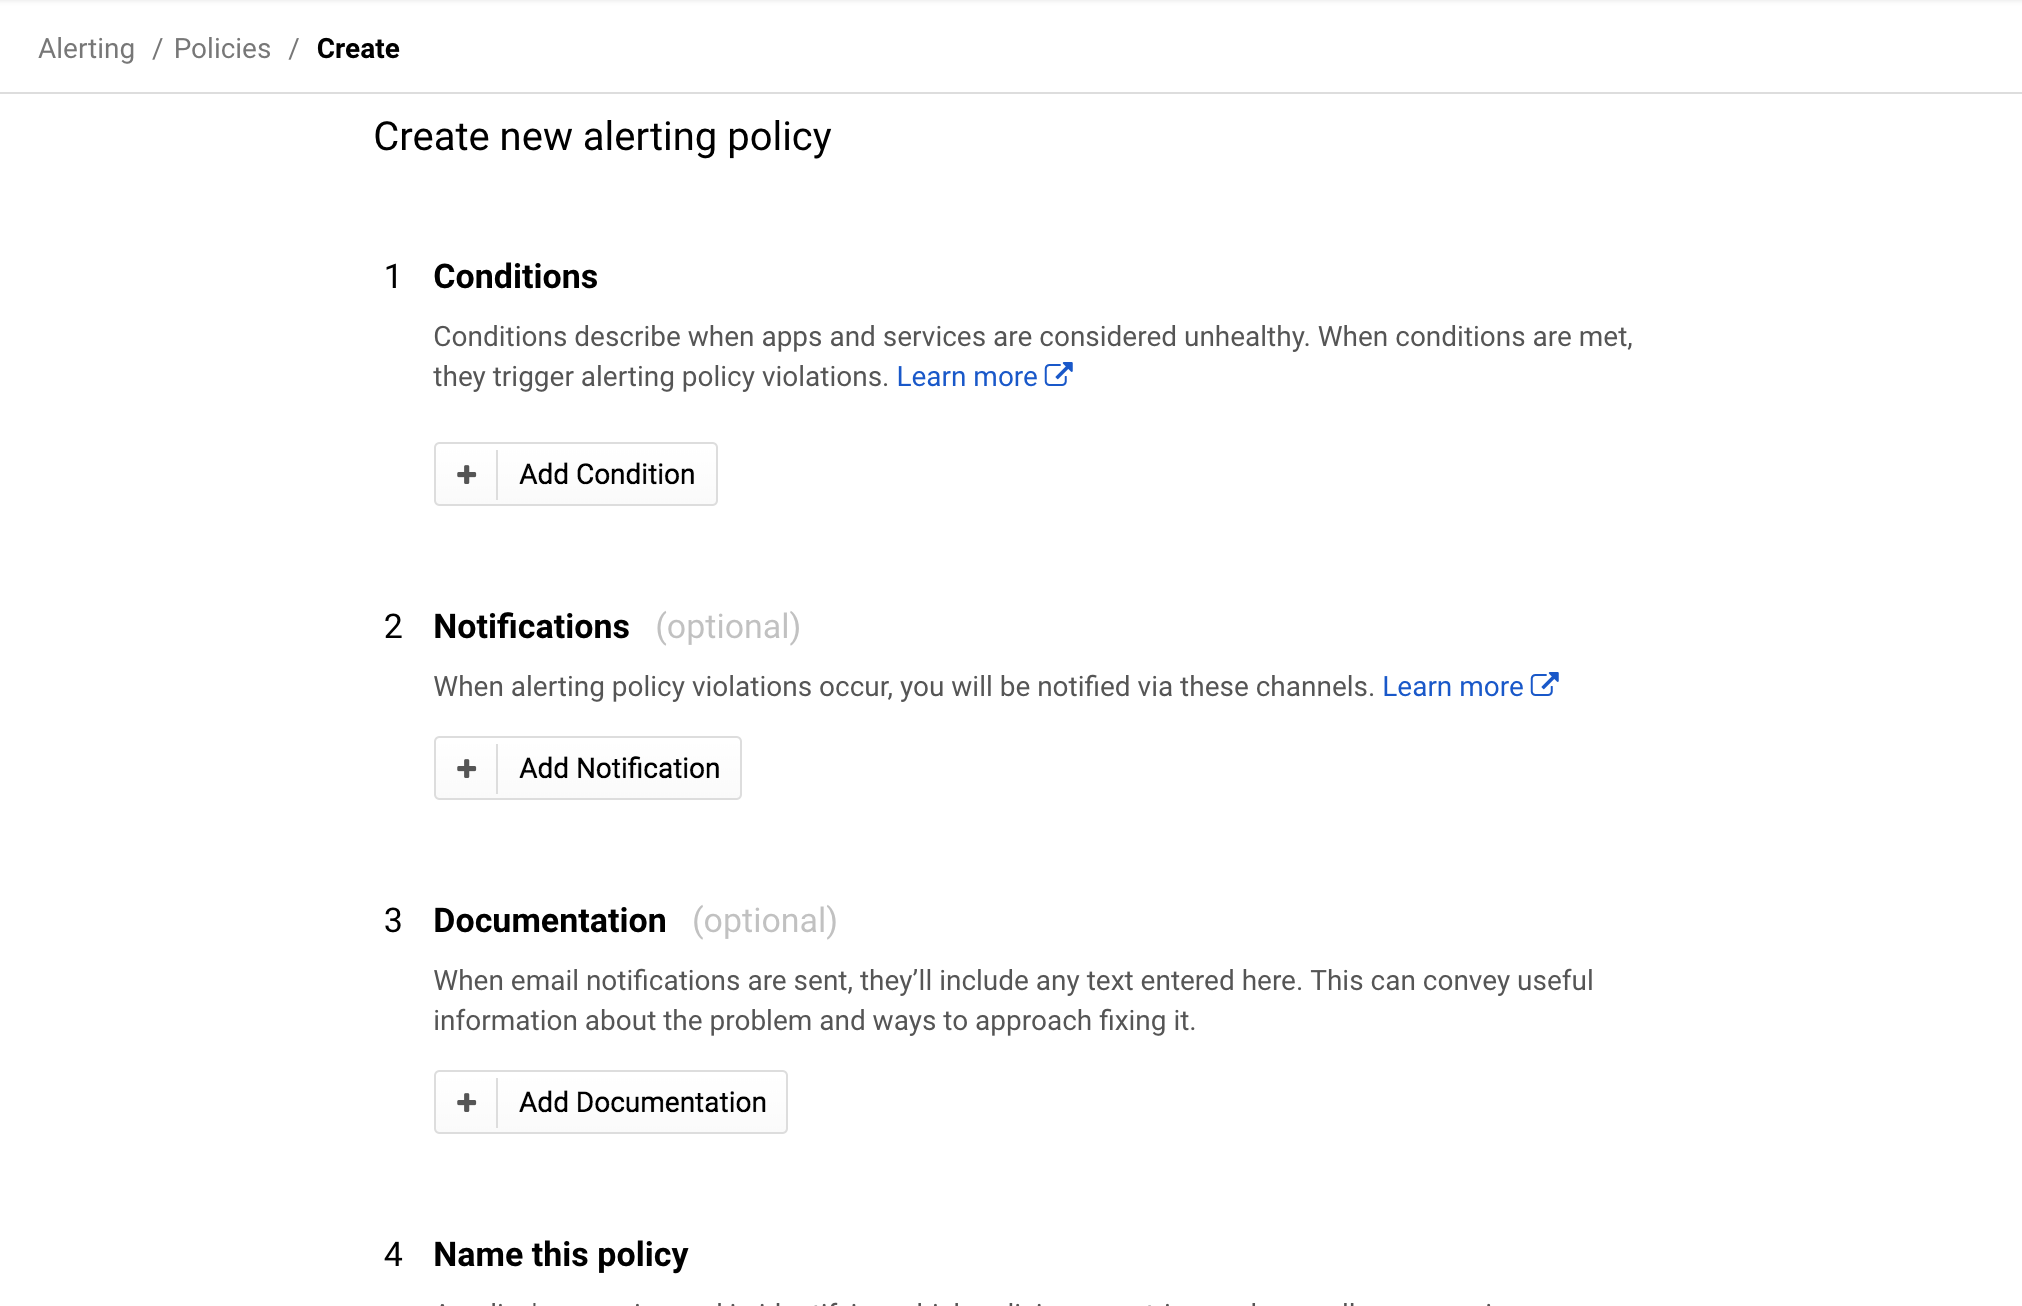 Alerting / Policies / Create
Create new alerting policy
1 Conditions
Conditions describe when apps and services are considered unhealthy. When conditions are met,
they trigger alerting policy violations. Learn more
+ Add Condition
2 Notifications (optional)
When alerting policy violations occur, you will be notified via these channels. Learn more
+ Add Notification
3 Documentation (optional)
When email notifications are sent, they’ll include any text entered here. This can convey useful
information about the problem and ways to approach fixing it.
+ Add Documentation
4 Name this policy